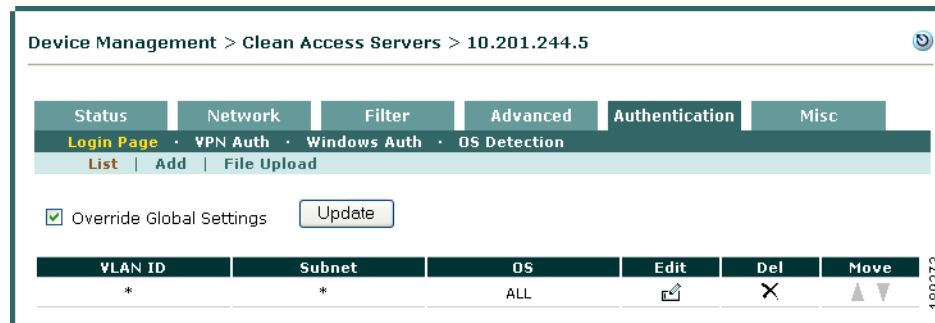 Device Management > Clean Access Servers > 10.201.244.5
Status Network Filter Advanced Authentication Misc
Login Page · VPN Auth · Windows Auth · OS Detection
List | Add | File Upload
Override Global Settings Update
VLAN ID Subnet OS Edit Del Move
* * ALL